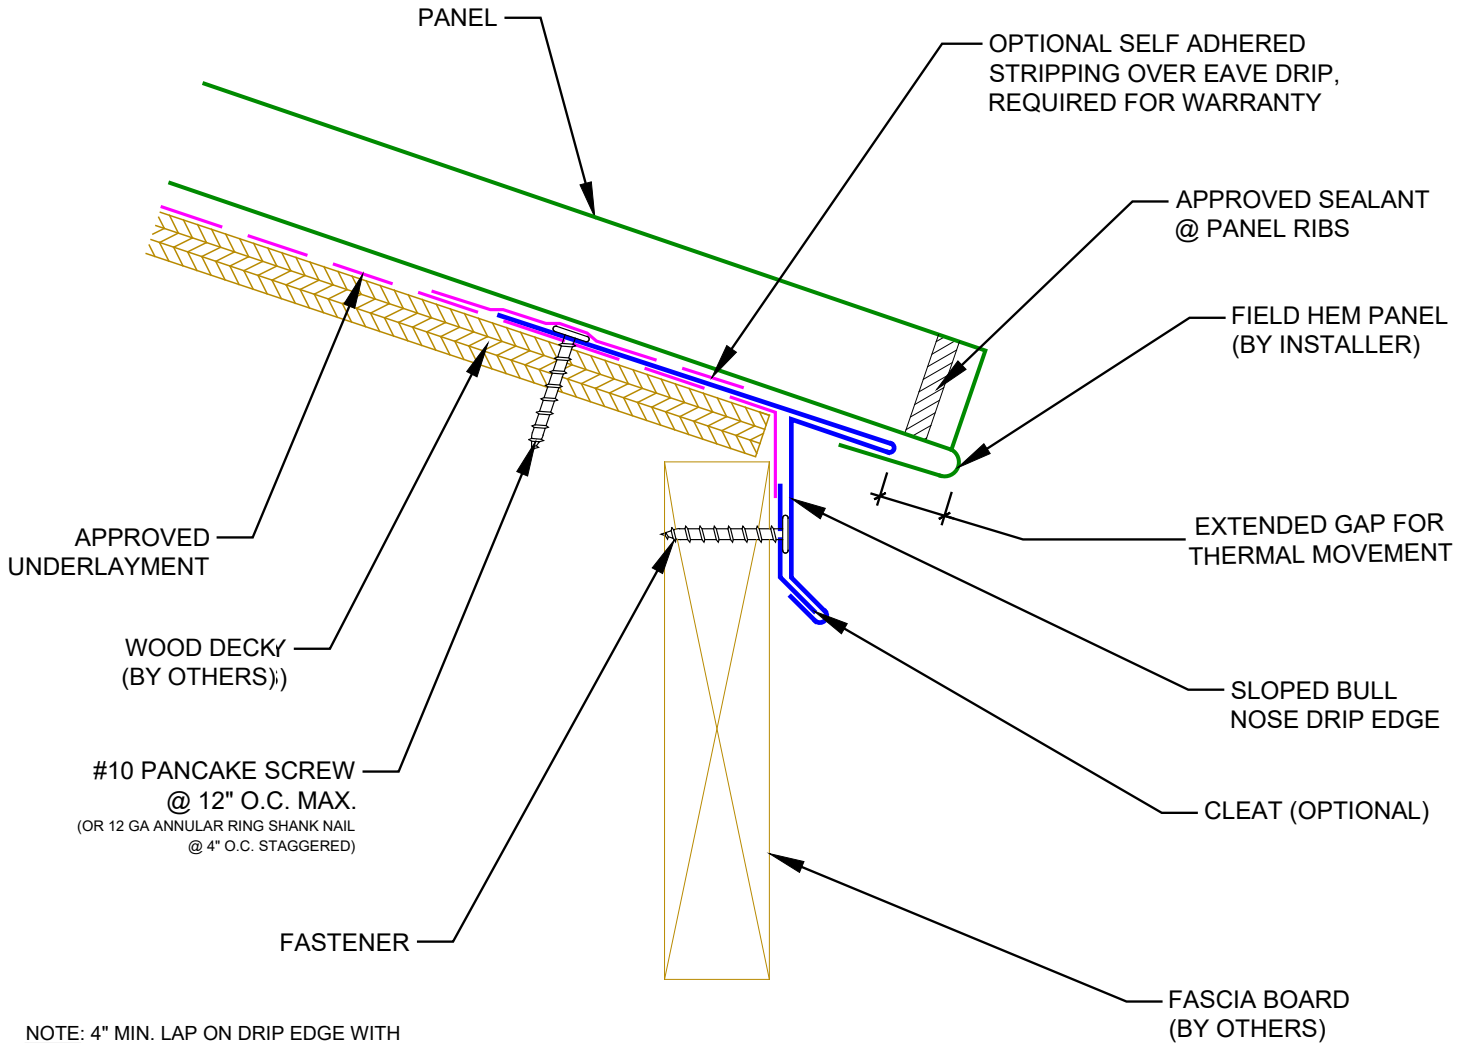 PANEL
OPTIONAL SELF ADHERED
STRIPPING OVER EAVE DRIP,
REQUIRED FOR WARRANTY
APPROVED SEALANT
@ PANEL RIBS
FIELD HEM PANEL
(BY INSTALLER)
EXTENDED GAP FOR
THERMAL MOVEMENT
APPROVED
UNDERLAYMENT
WOOD DECK
(BY OTHERS)
#10 PANCAKE SCREW
@ 12" O.C. MAX.
(OR 12 GA ANNULAR RING SHANK NAIL
@ 4" O.C. STAGGERED)
SLOPED BULL
NOSE DRIP EDGE
CLEAT (OPTIONAL)
FASTENER
FASCIA BOARD
(BY OTHERS)
NOTE: 4" MIN. LAP ON DRIP EDGE WITH